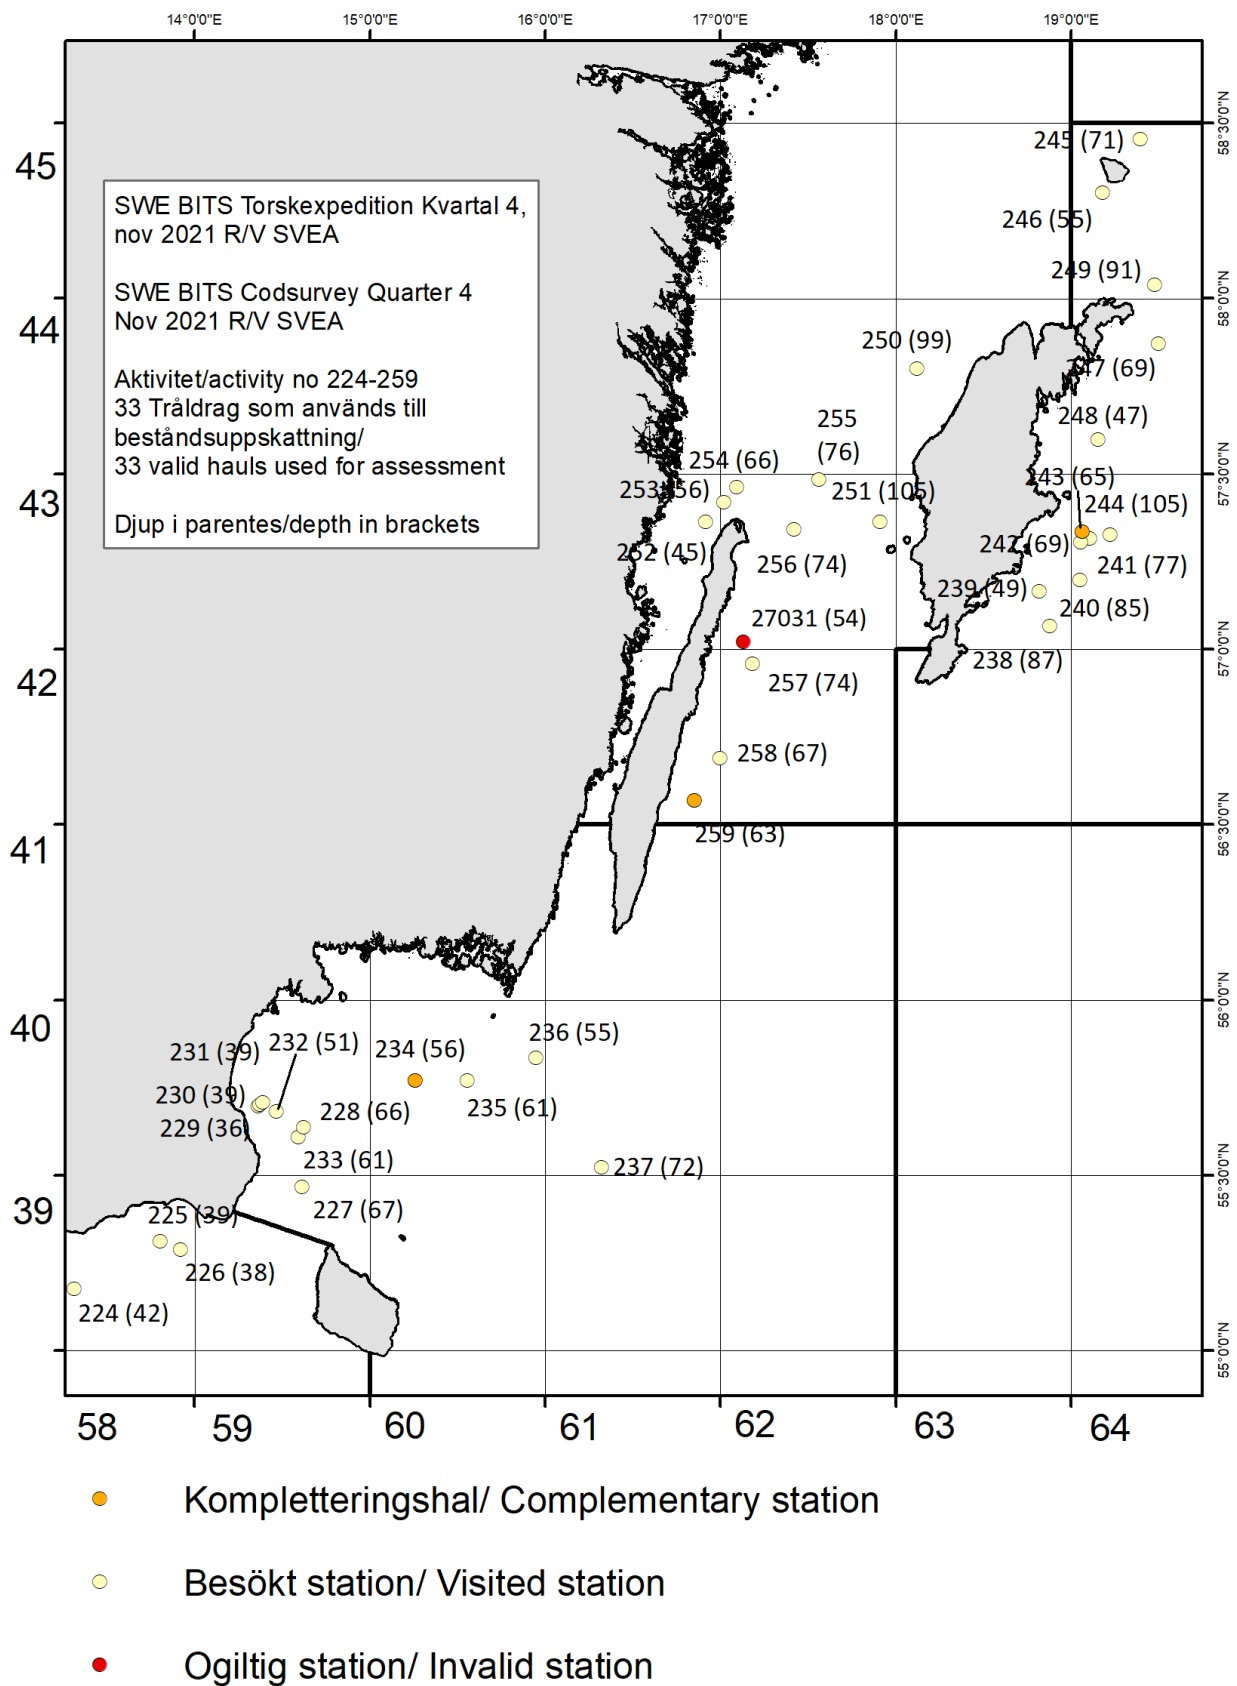 14°0'0"E
15°0'0"E
16°0'0"E
17°0'0"E
18°0'0"E
19°0'0"E
58°30'0"N
58°0'0"N
57°30'0"N
57°0'0"N
56°30'0"N
56°0'0"N
55°30'0"N
55°0'0"N
45
44
43
42
41
40
39
SWE BITS Torskexpedition Kvartal 4,
nov 2021 R/V SVEA
SWE BITS Codsurvey Quarter 4
Nov 2021 R/V SVEA
Aktivitet/activity no 224-259
33 Tråldrag som används till
beståndsuppskattning/
33 valid hauls used for assessment
Djup i parentes/depth in brackets
245 (71)
246 (55)
249 (91)
250 (99)
247 (69)
248 (47)
255
(76)
254 (66)
243 (65)
253 (56)
251 (105)
244 (105)
252 (45)
256 (74)
242 (69)
241 (77)
239 (49)
240 (85)
27031 (54)
238 (87)
257 (74)
258 (67)
259 (63)
236 (55)
232 (51)
234 (56)
231 (39)
230 (39)
228 (66)
235 (61)
229 (36)
233 (61)
237 (72)
227 (67)
225 (39)
226 (38)
224 (42)
58
59
60
61
62
63
64
Kompletteringshal/ Complementary station
Besökt station/ Visited station
Ogiltig station/ Invalid station